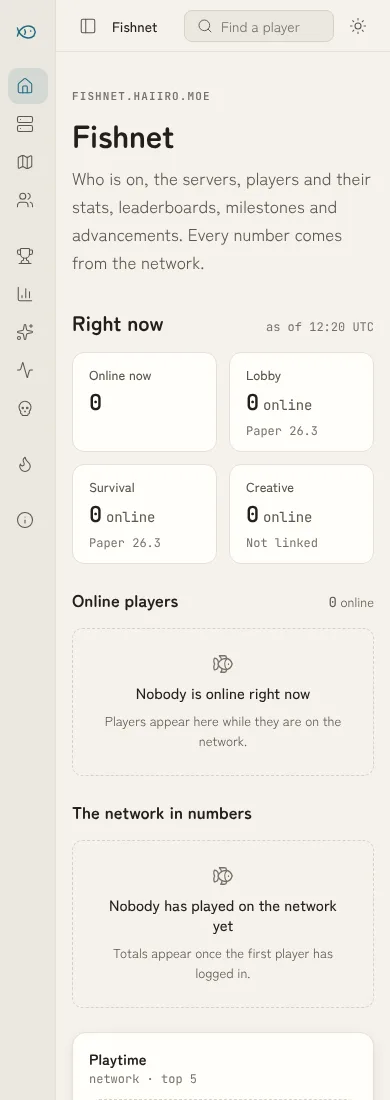 Fishnet
Find a player
FISHNET.HAIIRO.MOE
Fishnet
Who is on, the servers, players and their
stats, leaderboards, milestones and
advancements. Every number comes
from the network.
Right now
as of 12:20 UTC
Online now
0
Lobby
0 online
Paper 26.3
Survival
0 online
Paper 26.3
Creative
0 online
Not linked
Online players
0 online
Nobody is online right now
Players appear here while they are on the
network.
The network in numbers
Nobody has played on the network
yet
Totals appear once the first player has
logged in.
Playtime
network · top 5